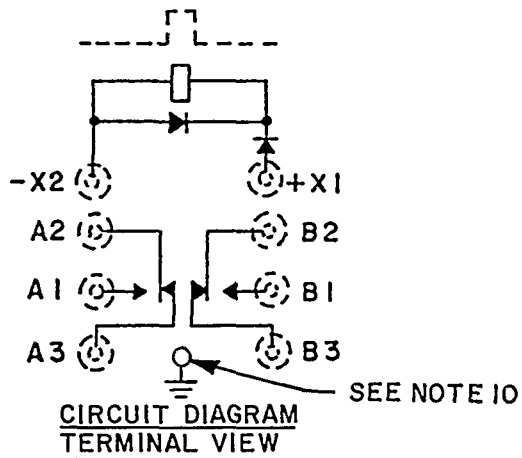 -X2 +X1
A2 B2
A1 B1
A3 B3
SEE NOTE 10
CIRCUIT DIAGRAM
TERMINAL VIEW